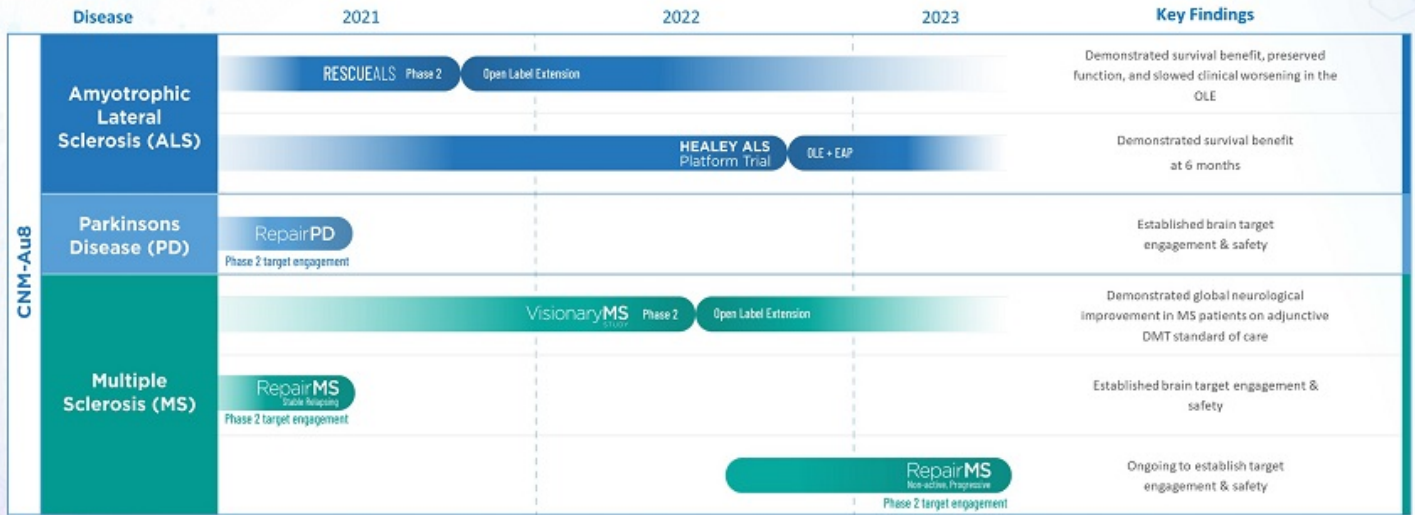 Disease 2021 2022 2023 Key Findings
CNM-Au8
Amyotrophic
Lateral
Sclerosis (ALS)
RESCUEALS Phase 2 Open Label Extension
Demonstrated survival benefit, preserved
function, and slowed clinical worsening in the
OLE
HEALEY ALS
Platform Trial
OLE + EAP
Demonstrated survival benefit
at 6 months
Parkinsons
Disease (PD)
RepairPD
Phase 2 target engagement
Established brain target
engagement & safety
Multiple
Sclerosis (MS)
VisionaryMS Phase 2 Open Label Extension
STUDY
Demonstrated global neurological
improvement in MS patients on adjunctive
DMT standard of care
RepairMS
Stable Relapsing
Phase 2 target engagement
Established brain target engagement &
safety
RepairMS
Non-active, Progressive
Phase 2 target engagement
Ongoing to establish target
engagement & safety